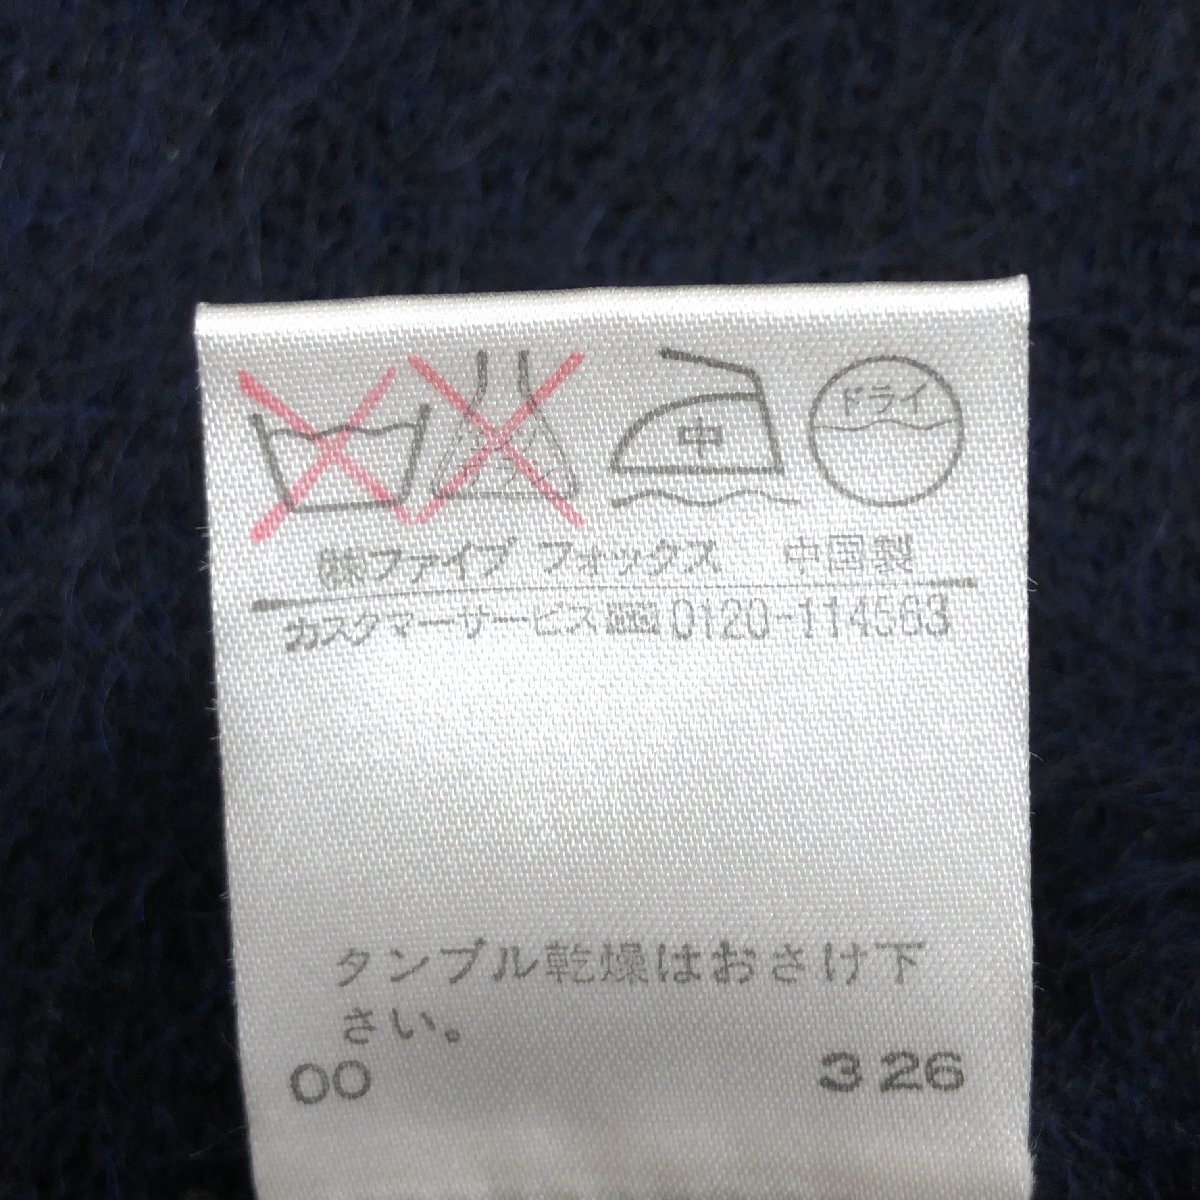 中 ドライ
㈱ファイブ フォックス 中国製
カスタマーサービス 0120-114563
タンブル乾燥はおさけ下
さい。
00 326